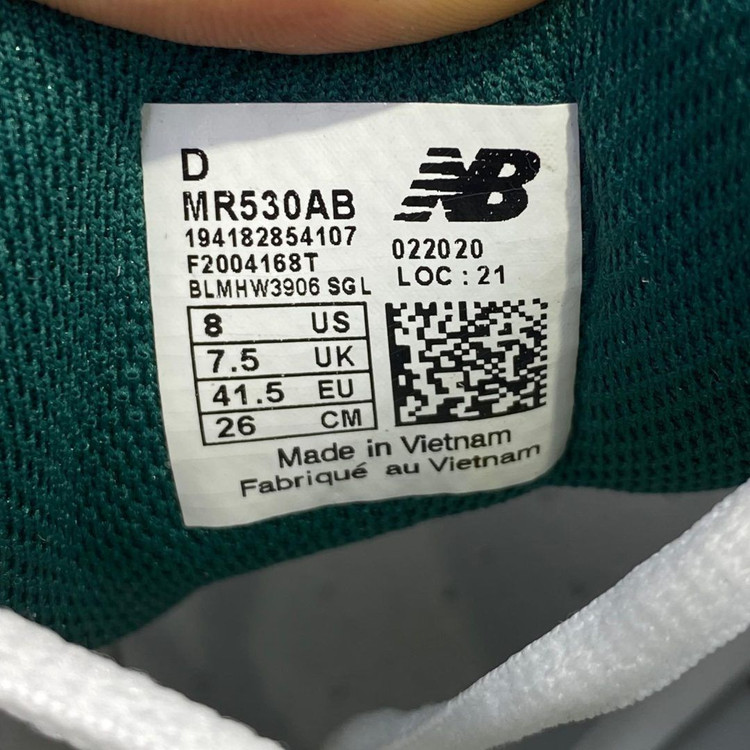 D
NB
MR530AB
194182854107
F2004168T
BLMHW3906 SGL
022020
LOC : 21
8 US
7.5 UK
41.5 EU
26 CM
Made in Vietnam
Fabriqué au Vietnam